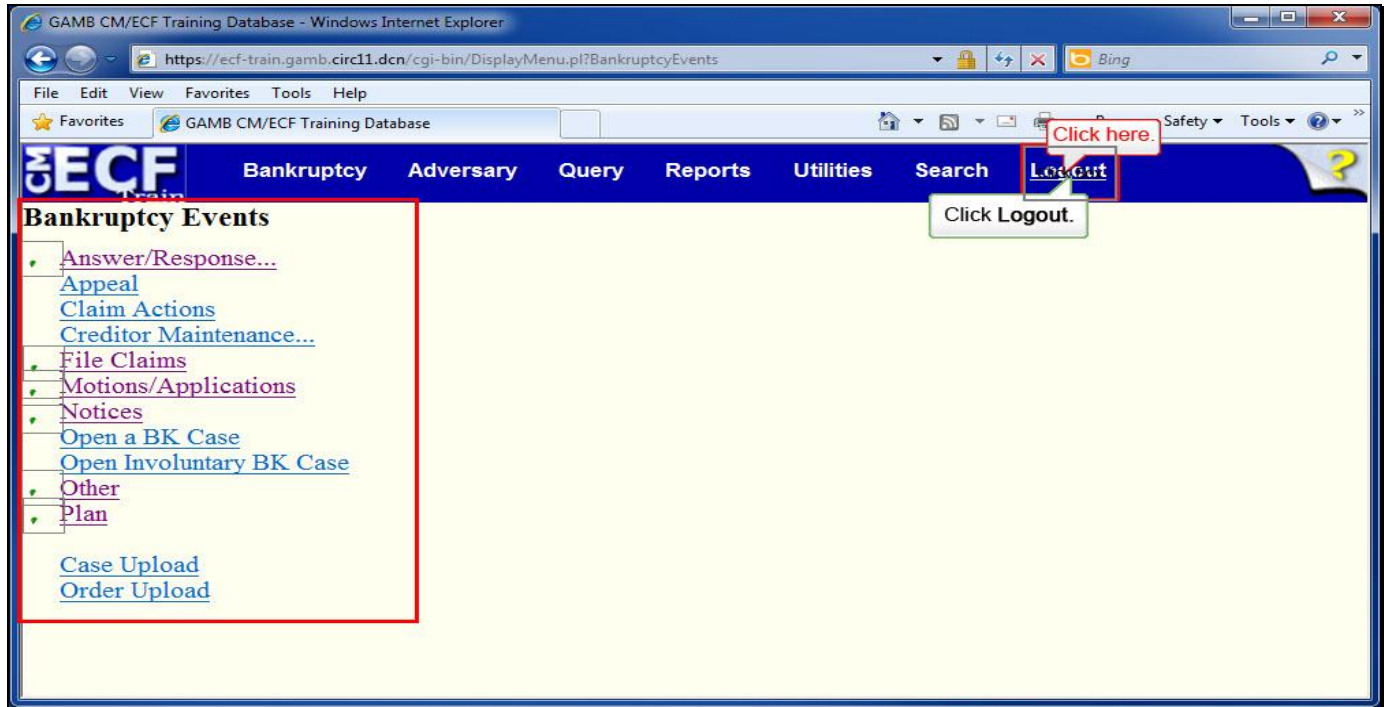 GAMB CM/ECF Training Database - Windows Internet Explorer
https://ecf-train.gamb.circ11.dcn/cgi-bin/DisplayMenu.pl?BankruptcyEvents
Bing
File Edit View Favorites Tools Help
Favorites GAMB CM/ECF Training Database Safety Tools
Click here.
CM ECF Train Bankruptcy Adversary Query Reports Utilities Search Logout
Click Logout.
Bankruptcy Events
Answer/Response...
Appeal
Claim Actions
Creditor Maintenance...
File Claims
Motions/Applications
Notices
Open a BK Case
Open Involuntary BK Case
Other
Plan
Case Upload
Order Upload